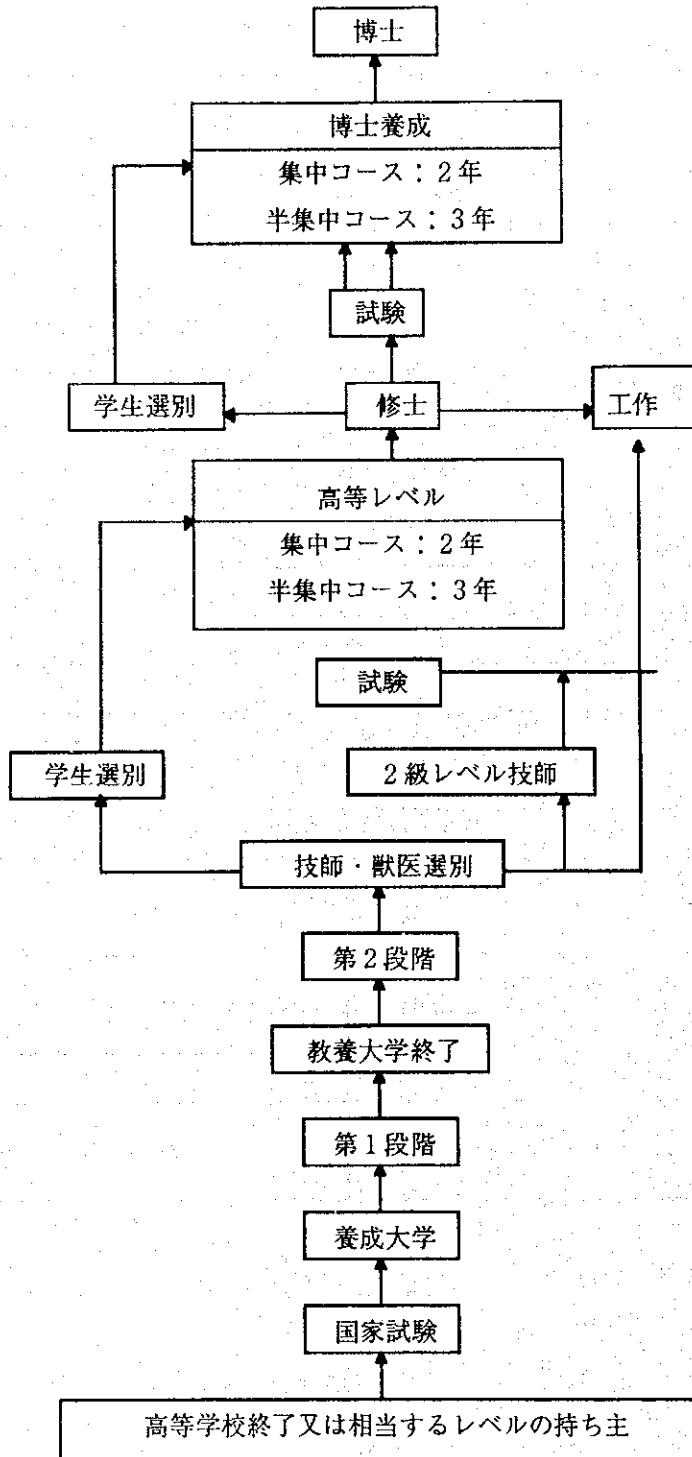 博士
博士養成
集中コース：2年
半集中コース：3年
試験
学生選別
修士
工作
高等レベル
集中コース：2年
半集中コース：3年
試験
学生選別
2級レベル技師
技師・獣医選別
第2段階
教養大学終了
第1段階
養成大学
国家試験
高等学校終了又は相当するレベルの持ち主